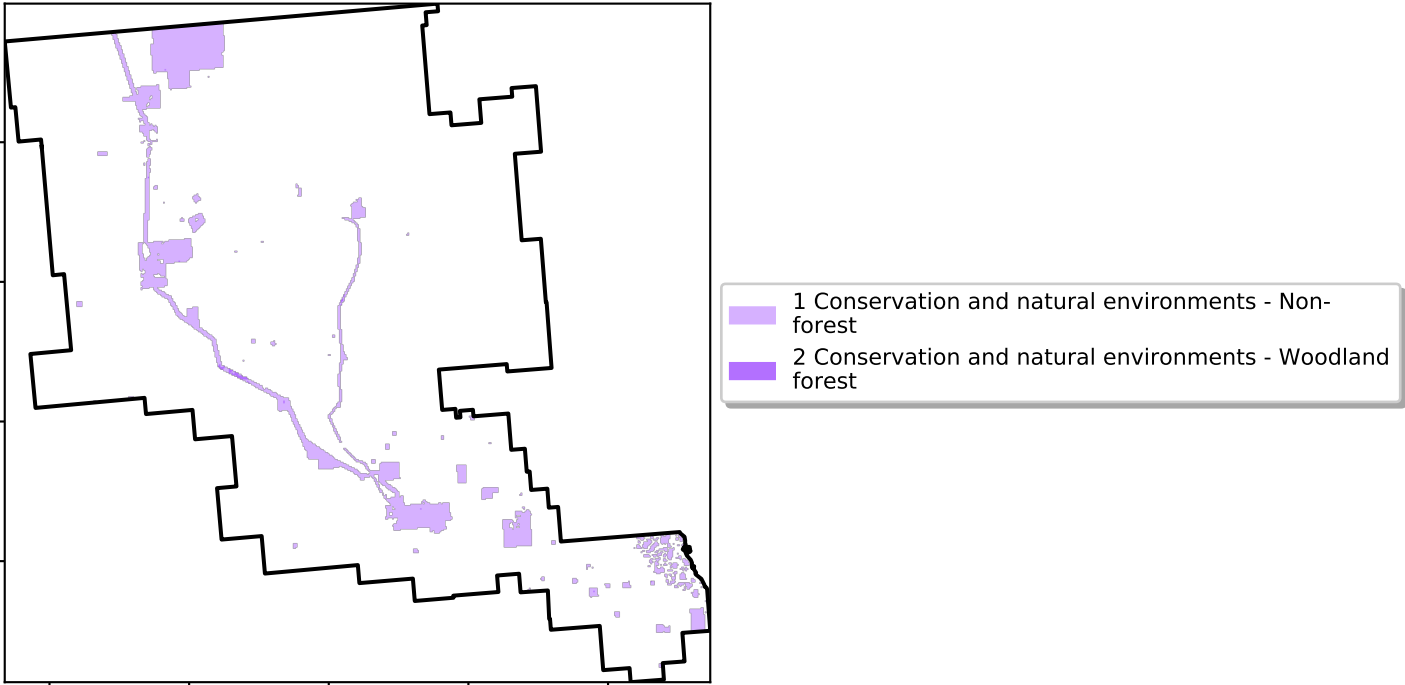 1 Conservation and natural environments - Non-
forest
2 Conservation and natural environments - Woodland
forest